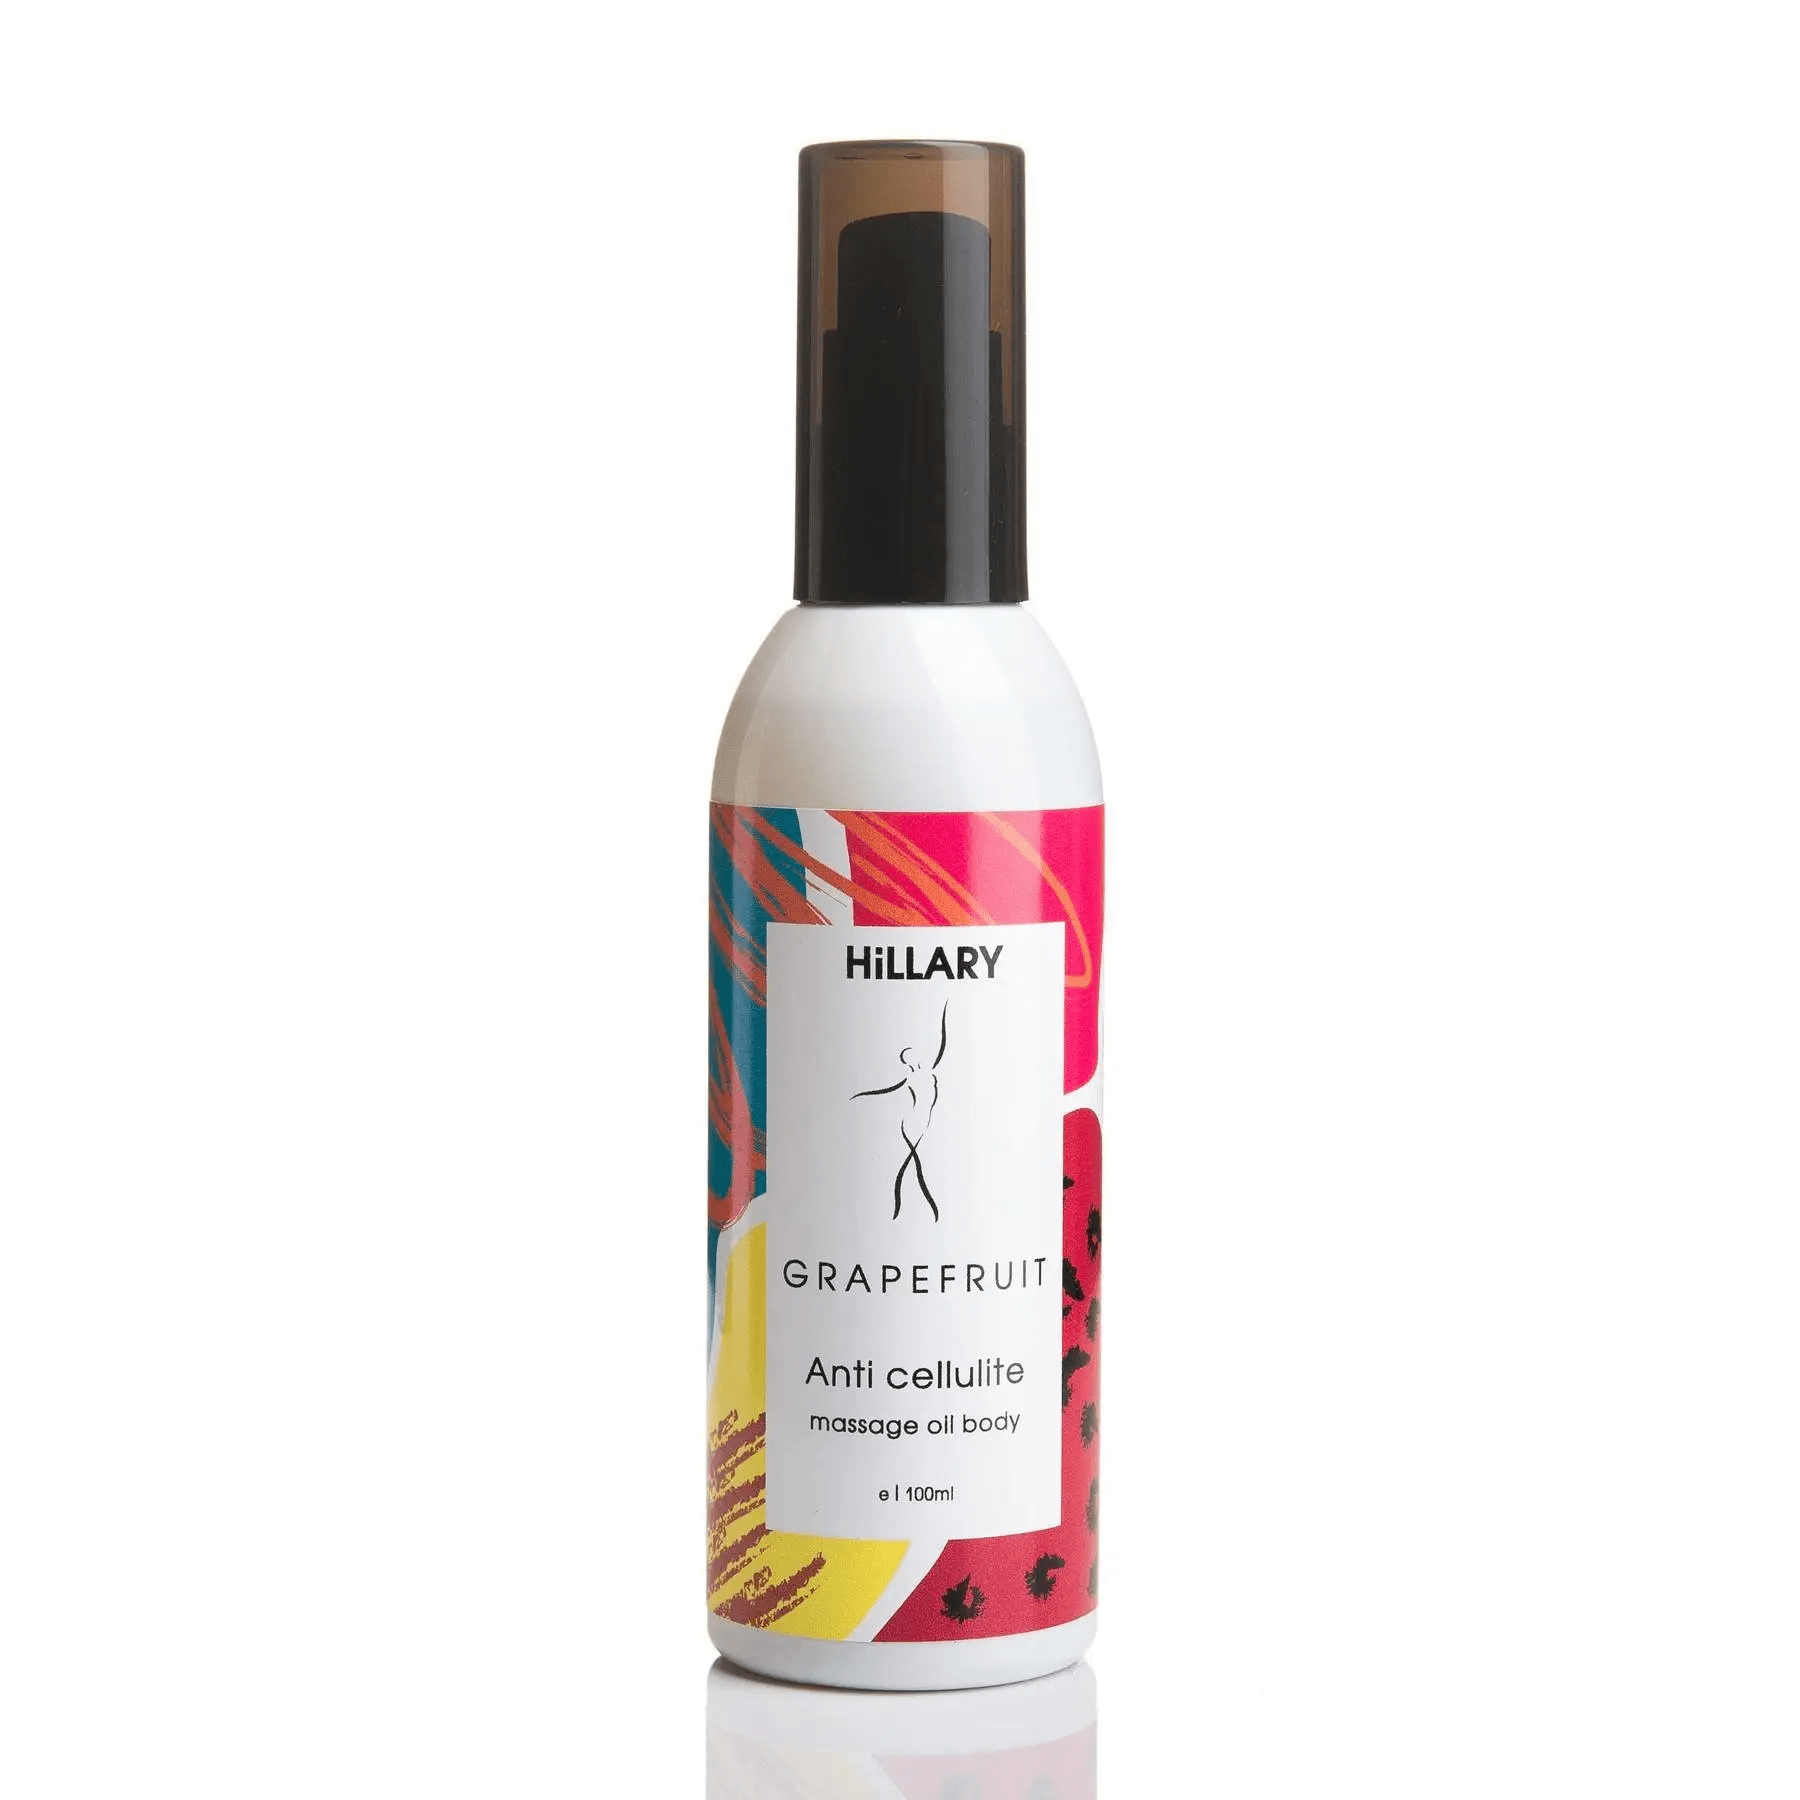 HiLLARY
GRAPEFRUIT
Anti cellulite
massage oil body
e | 100ml